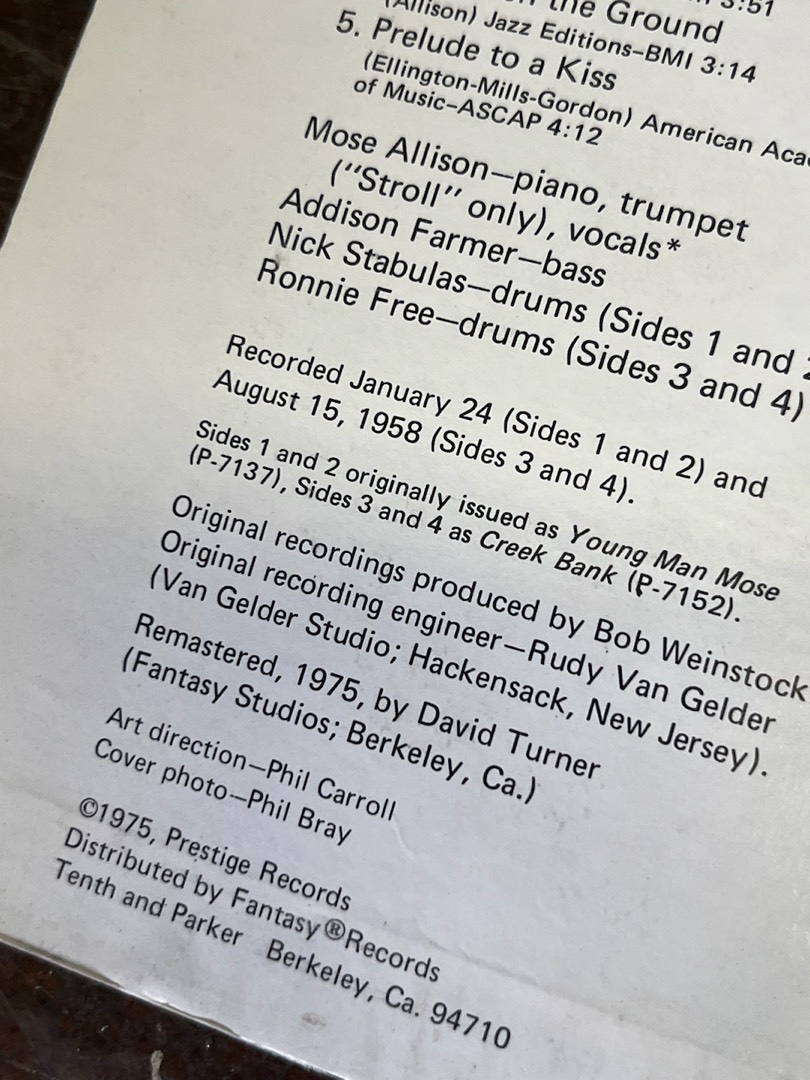 the Ground 3:51
(Allison) Jazz Editions–BMI 3:14
5. Prelude to a Kiss
(Ellington-Mills-Gordon) American
of Music–ASCAP 4:12
Mose Allison—piano, trumpet
("Stroll" only), vocals*
Addison Farmer—bass
Nick Stabulas—drums (Sides 1 and
Ronnie Free—drums (Sides 3 and 4)
Recorded January 24 (Sides 1 and 2) and
August 15, 1958 (Sides 3 and 4).
Sides 1 and 2 originally issued as Young Man Mose
(P-7137), Sides 3 and 4 as Creek Bank (P-7152).
Original recordings produced by Bob Weinstock
Original recording engineer—Rudy Van Gelder
(Van Gelder Studio; Hackensack, New Jersey).
Remastered, 1975, by David Turner
(Fantasy Studios; Berkeley, Ca.)
Art direction—Phil Carroll
Cover photo—Phil Bray
©1975, Prestige Records
Distributed by Fantasy®Records
Tenth and Parker Berkeley, Ca. 94710